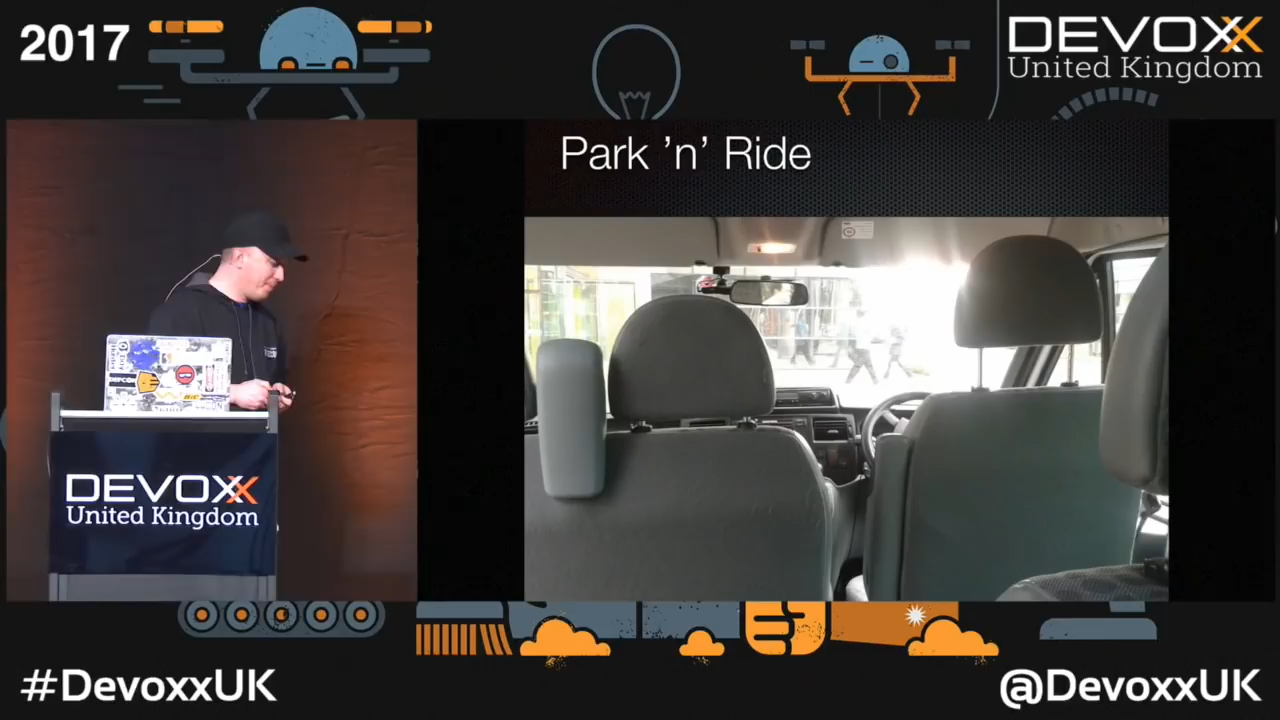 2017
DEVOXX
United Kingdom
Park 'n' Ride
DEVOXX
United Kingdom
#DevoxxUK
@DevoxxUK